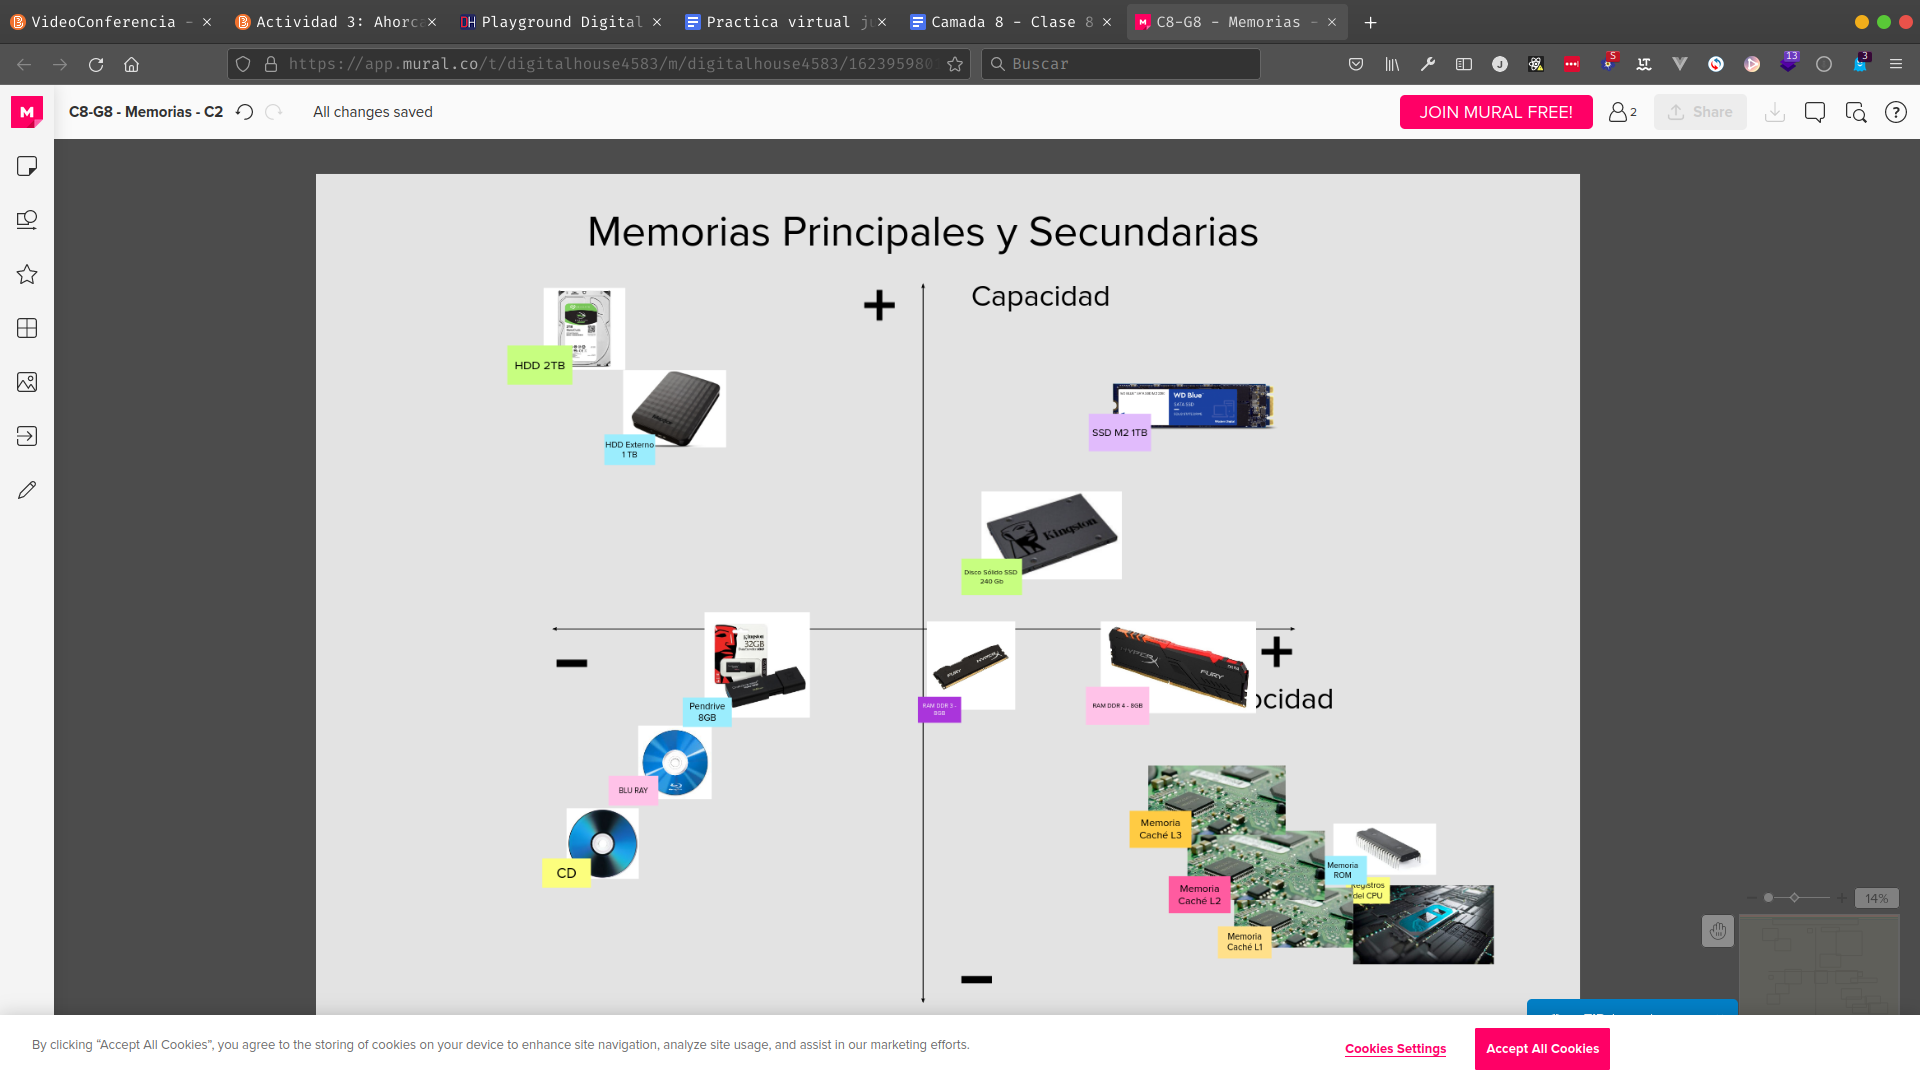 VideoConferencia -
Actividad 3: Ahorca
Playground Digital
Practica virtual ju
Camada 8 - Clase 8
C8-G8 - Memorias -
https://app.mural.co/t/digitalhouse4583/m/digitalhouse4583/162395980
Buscar
C8-G8 - Memorias - C2
All changes saved
JOIN MURAL FREE!
2
Share
Memorias Principales y Secundarias
Capacidad
HDD 2TB
HDD Externo
1 TB
WD Blue
SSD M2 1TB
Kingston
Disco Sólido SSD
240 Gb
32GB
Pendrive
8GB
FURY
HYPERX
RAM DDR 3 -
8GB
HYPERX
FURY
RAM DDR 4 - 8GB
ocidad
BLU RAY
CD
Memoria
Caché L3
Memoria
Caché L2
Memoria
Caché L1
Memoria
ROM
Registros
del CPU
14%
By clicking “Accept All Cookies”, you agree to the storing of cookies on your device to enhance site navigation, analyze site usage, and assist in our marketing efforts.
Cookies Settings
Accept All Cookies